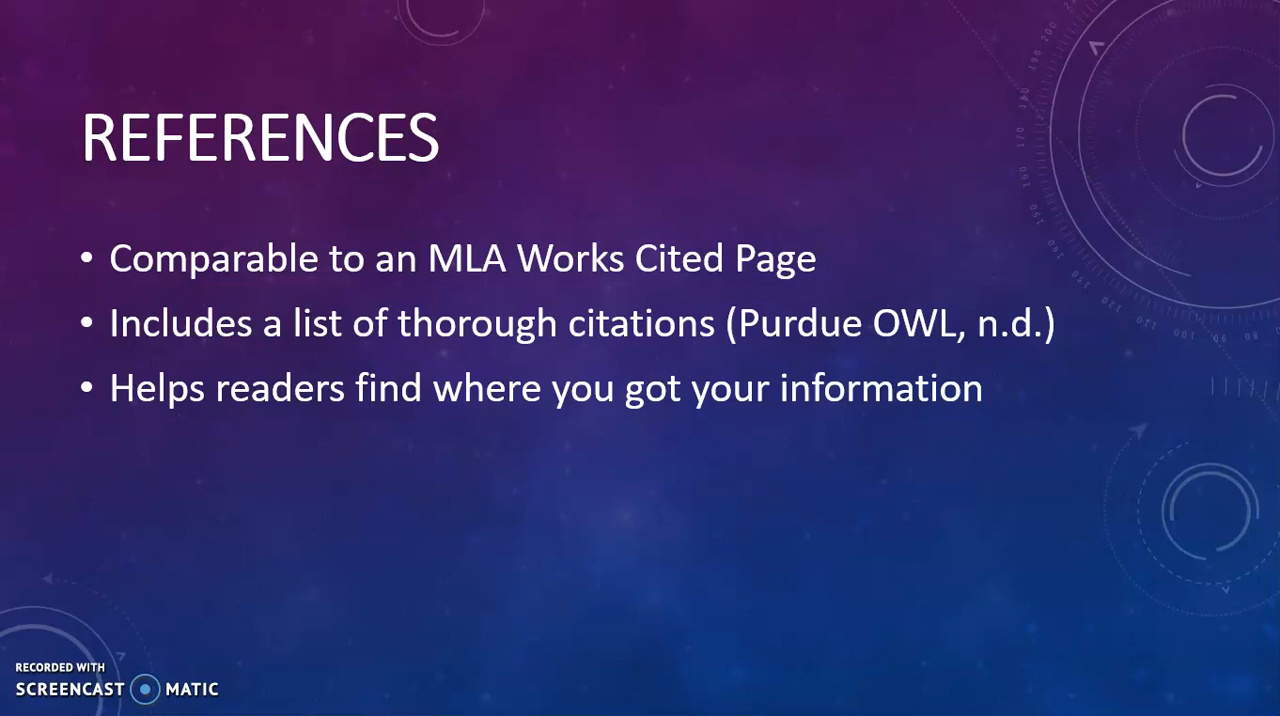 REFERENCES
• Comparable to an MLA Works Cited Page
• Includes a list of thorough citations (Purdue OWL, n.d.)
• Helps readers find where you got your information
RECORDED WITH
SCREENCAST MATIC